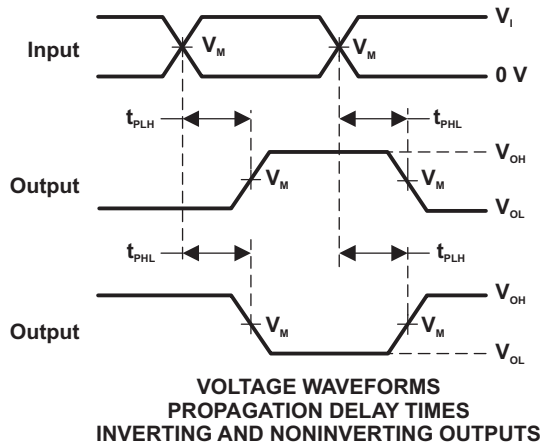 V_I
Input
V_M
V_M
0 V
t_PLH
t_PHL
V_OH
Output
V_M
V_M
V_OL
t_PHL
t_PLH
V_OH
Output
V_M
V_M
V_OL
VOLTAGE WAVEFORMS
PROPAGATION DELAY TIMES
INVERTING AND NONINVERTING OUTPUTS